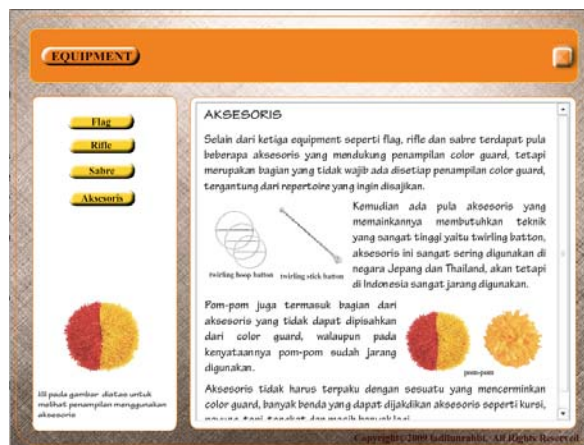 EQUIPMENT
Flag
Rifle
Sabre
Aksesoris
klik pada gambar diatas untuk
melihat penampilan menggunakan
aksesoris
AKSESORIS
Selain dari ketiga equipment seperti flag, rifle dan sabre terdapat pula
beberapa aksesoris yang mendukung penampilan color guard, tetapi
merupakan bagian yang tidak wajib ada disetiap penampilan color guard,
tergantung dari repertoire yang ingin disajikan.
Kemudian ada pula aksesoris yang
memainkannya membutuhkan teknik
yang sangat tinggi yaitu twirling batton,
aksesoris ini sangat sering digunakan di
negara Jepang dan Thailand, akan tetapi
di Indonesia sangat jarang digunakan.
twirling hoop batton twirling stick batton
Pom-pom juga termasuk bagian dari
aksesoris yang tidak dapat dipisahkan
dari color guard, walaupun pada
kenyataannya pom-pom sudah jarang
digunakan.
pom-pom
Aksesoris tidak harus terpaku dengan sesuatu yang mencerminkan
color guard, banyak benda yang dapat dijakdikan aksesoris seperti kursi,
Copyright©2009 All Rights Reserved